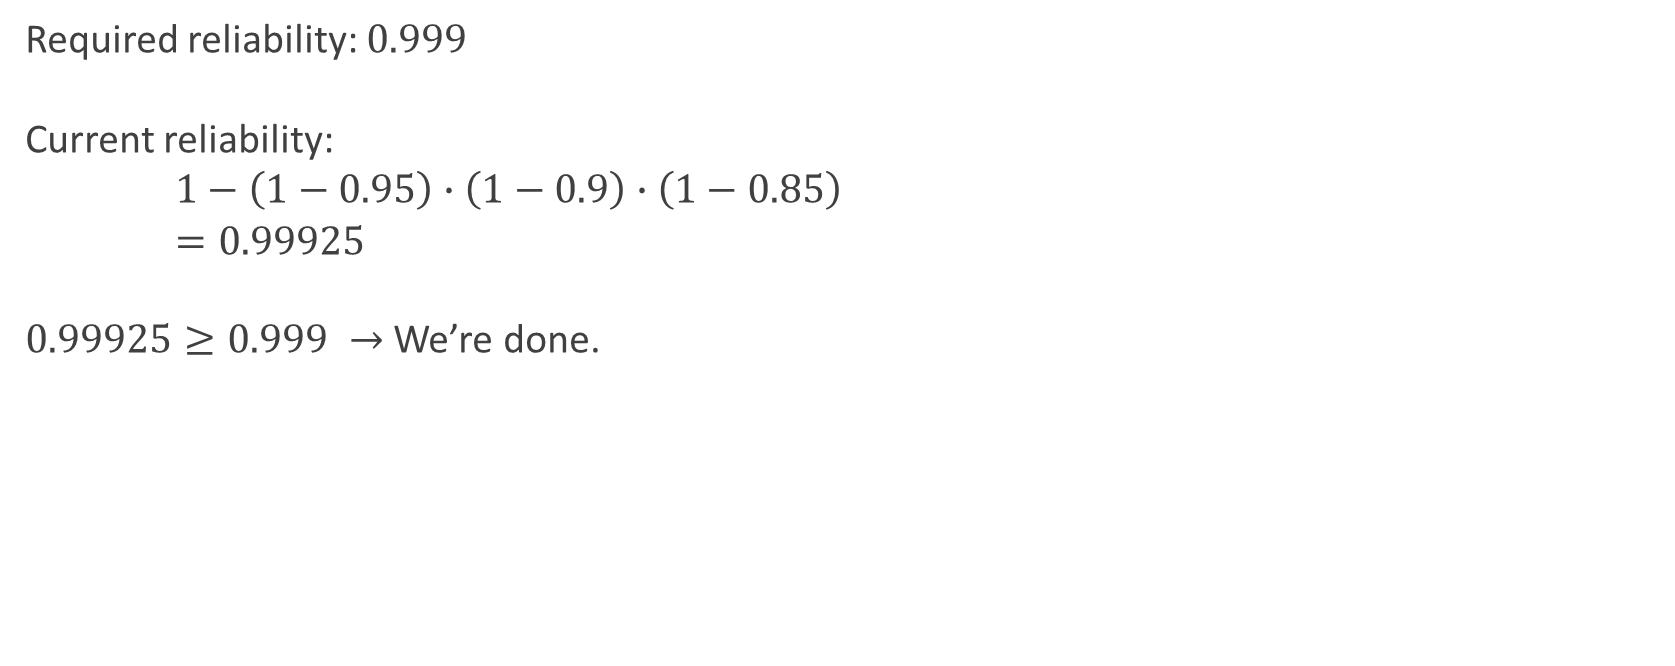 Required reliability: 0.999
Current reliability:
1 − (1 − 0.95) · (1 − 0.9) · (1 − 0.85)
= 0.99925
0.99925 ≥ 0.999 → We’re done.